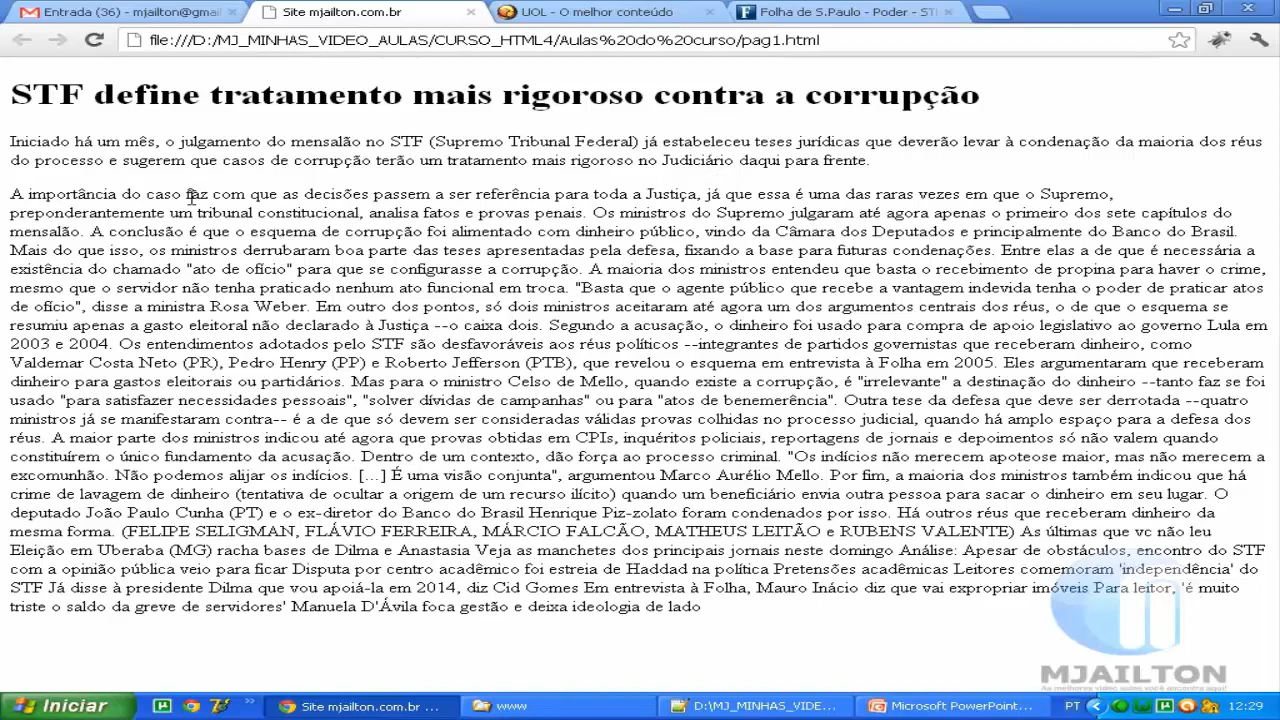 Entrada (36) - mjailton@gmai
Site mjailton.com.br
UOL - O melhor conteúdo
Folha de S.Paulo - Poder - ST
file:///D:/MJ_MINHAS_VIDEO_AULAS/CURSO_HTML4/Aulas%20do%20curso/pag1.html
STF define tratamento mais rigoroso contra a corrupção
Iniciado há um mês, o julgamento do mensalão no STF (Supremo Tribunal Federal) já estabeleceu teses jurídicas que deverão levar à condenação da maioria dos réus
do processo e sugerem que casos de corrupção terão um tratamento mais rigoroso no Judiciário daqui para frente.
A importância do caso faz com que as decisões passem a ser referência para toda a Justiça, já que essa é uma das raras vezes em que o Supremo,
preponderantemente um tribunal constitucional, analisa fatos e provas penais. Os ministros do Supremo julgaram até agora apenas o primeiro dos sete capítulos do
mensalão. A conclusão é que o esquema de corrupção foi alimentado com dinheiro público, vindo da Câmara dos Deputados e principalmente do Banco do Brasil.
Mais do que isso, os ministros derrubaram boa parte das teses apresentadas pela defesa, fixando a base para futuras condenações. Entre elas a de que é necessária a
existência do chamado "ato de ofício" para que se configurasse a corrupção. A maioria dos ministros entendeu que basta o recebimento de propina para haver o crime,
mesmo que o servidor não tenha praticado nenhum ato funcional em troca. "Basta que o agente público que recebe a vantagem indevida tenha o poder de praticar atos
de ofício", disse a ministra Rosa Weber. Em outro dos pontos, só dois ministros aceitaram até agora um dos argumentos centrais dos réus, o de que o esquema se
resumiu apenas a gasto eleitoral não declarado à Justiça --o caixa dois. Segundo a acusação, o dinheiro foi usado para compra de apoio legislativo ao governo Lula em
2003 e 2004. Os entendimentos adotados pelo STF são desfavoráveis aos réus políticos --integrantes de partidos governistas que receberam dinheiro, como
Valdemar Costa Neto (PR), Pedro Henry (PP) e Roberto Jefferson (PTB), que revelou o esquema em entrevista à Folha em 2005. Eles argumentaram que receberam
dinheiro para gastos eleitorais ou partidários. Mas para o ministro Celso de Mello, quando existe a corrupção, é "irrelevante" a destinação do dinheiro --tanto faz se foi
usado "para satisfazer necessidades pessoais", "solver dívidas de campanhas" ou para "atos de benemerência". Outra tese da defesa que deve ser derrotada --quatro
ministros já se manifestaram contra-- é a de que só devem ser consideradas válidas provas colhidas no processo judicial, quando há amplo espaço para a defesa dos
réus. A maior parte dos ministros indicou até agora que provas obtidas em CPIs, inquéritos policiais, reportagens de jornais e depoimentos só não valem quando
constituírem o único fundamento da acusação. Dentro de um contexto, dão força ao processo criminal. "Os indícios não merecem apoteose maior, mas não merecem a
excomunhão. Não podemos alijar os indícios. [...] É uma visão conjunta", argumentou Marco Aurélio Mello. Por fim, a maioria dos ministros também indicou que há
crime de lavagem de dinheiro (tentativa de ocultar a origem de um recurso ilícito) quando um beneficiário envia outra pessoa para sacar o dinheiro em seu lugar. O
deputado João Paulo Cunha (PT) e o ex-diretor do Banco do Brasil Henrique Piz-zolato foram condenados por isso. Há outros réus que receberam dinheiro da
mesma forma. (FELIPE SELIGMAN, FLÁVIO FERREIRA, MÁRCIO FALCÃO, MATHEUS LEITÃO e RUBENS VALENTE) As últimas que vc não leu
Eleição em Uberaba (MG) racha bases de Dilma e Anastasia Veja as manchetes dos principais jornais neste domingo Análise: Apesar de obstáculos, encontro do STF
com a opinião pública veio para ficar Disputa por centro acadêmico foi estreia de Haddad na política Pretensões acadêmicas Leitores comemoram 'independência' do
STF Já disse à presidente Dilma que vou apoiá-la em 2014, diz Cid Gomes Em entrevista à Folha, Mauro Inácio diz que vai expropriar imóveis Para leitor, 'é muito
triste o saldo da greve de servidores' Manuela D'Ávila foca gestão e deixa ideologia de lado
MJAILTON
As melhores video aulas você encontra aqui!
Iniciar
Site mjailton.com.br ...
www
D:\MJ_MINHAS_VIDE...
Microsoft PowerPoint...
PT
12:29